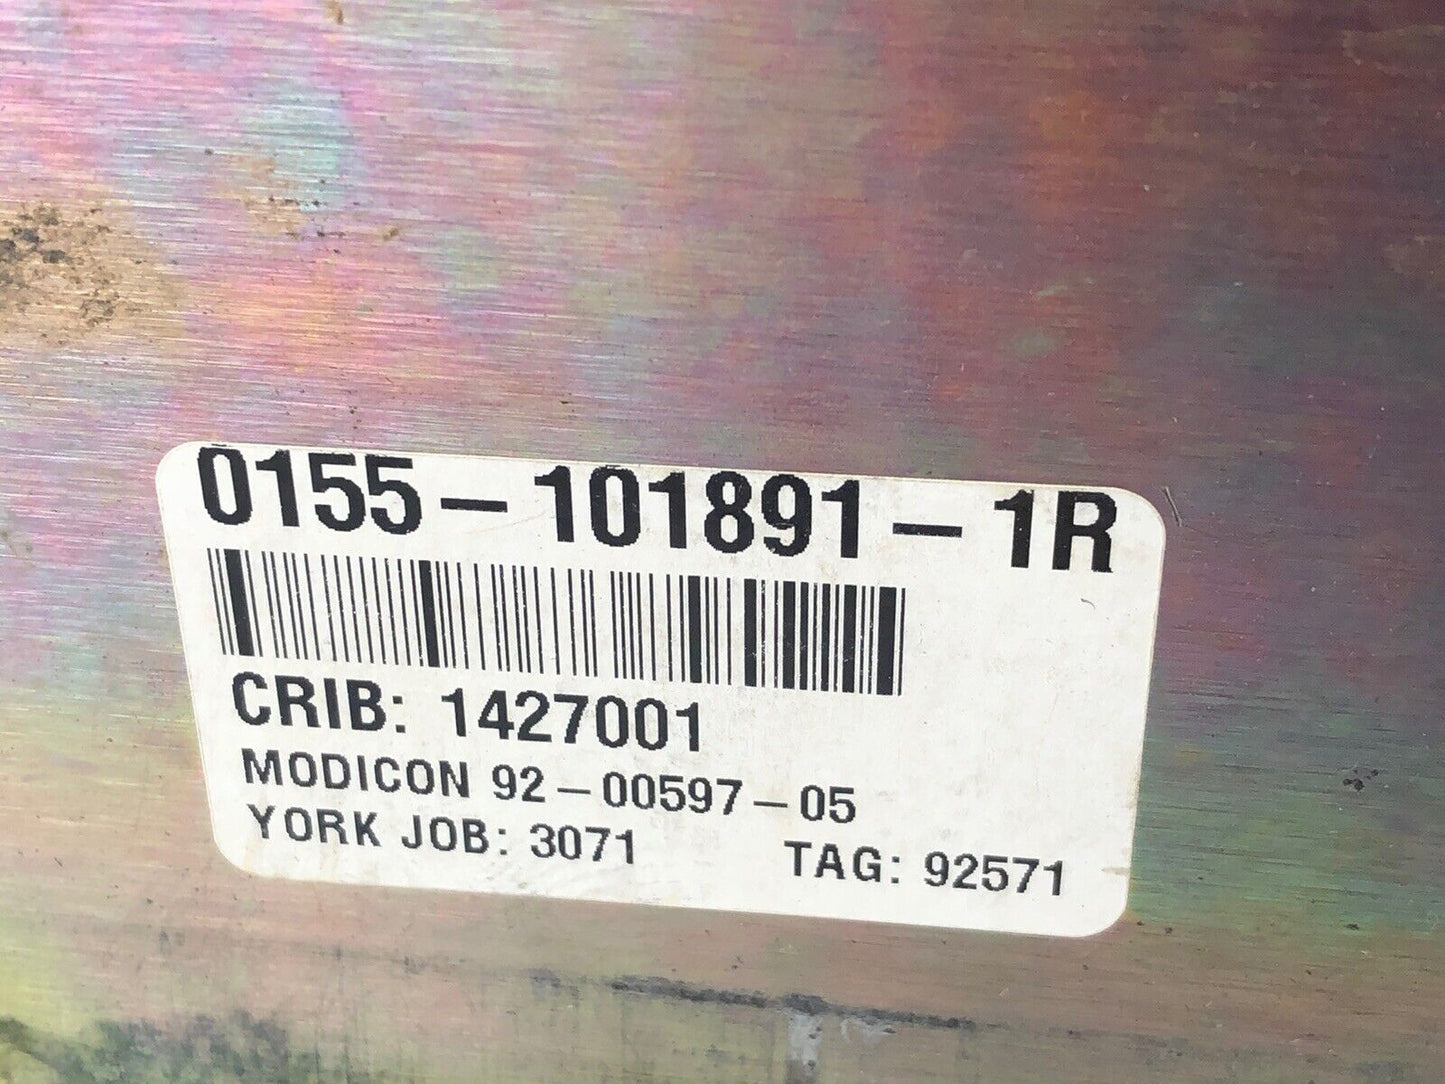 0155-101891-1R
CRIB: 1427001
MODICON 92-00597-05
YORK JOB: 3071 TAG: 92571